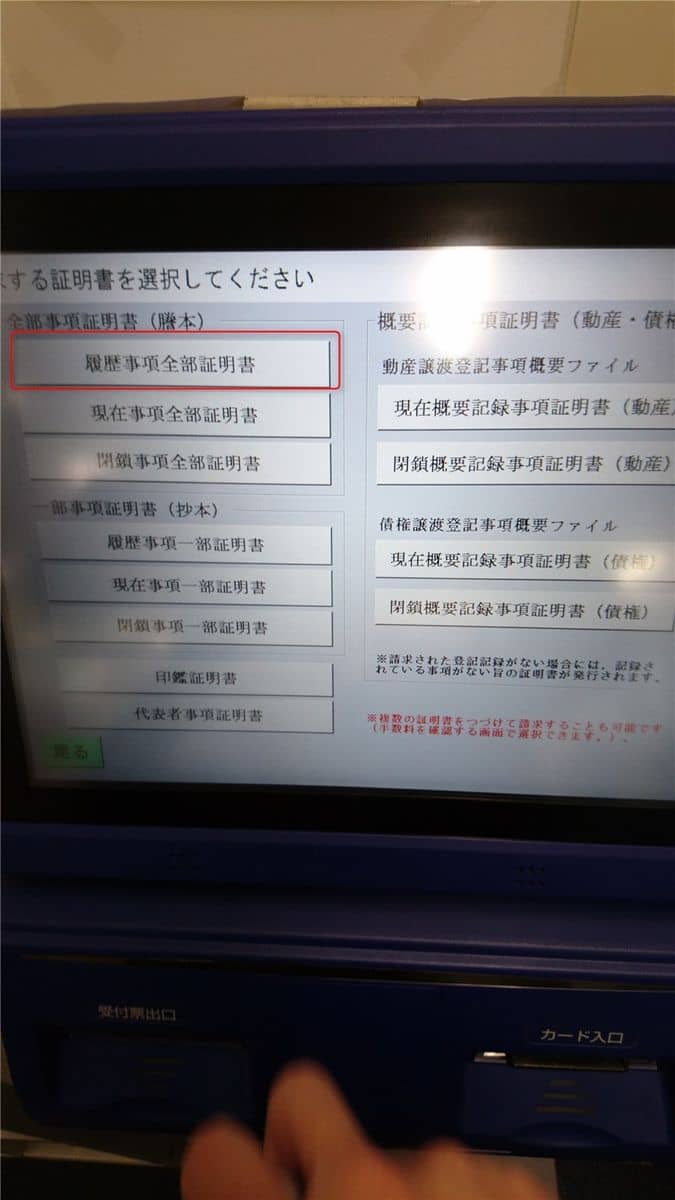 する証明書を選択してください
全部事項証明書（謄本）
履歴事項全部証明書
現在事項全部証明書
閉鎖事項全部証明書
一部事項証明書（抄本）
履歴事項一部証明書
現在事項一部証明書
閉鎖事項一部証明書
印鑑証明書
代表者事項証明書
戻る
概要記 項証明書（動産・債権
動産譲渡登記事項概要ファイル
現在概要記録事項証明書（動産）
閉鎖概要記録事項証明書（動産）
債権譲渡登記事項概要ファイル
現在概要記録事項証明書（債権）
閉鎖概要記録事項証明書（債権）
※請求された登記記録がない場合には、記録さ
れている事項がない旨の証明書が発行されます。
※複数の証明書をつづけて請求することも可能です
（手数料を確認する画面で選択できます。）。
受付票出口
カード入口